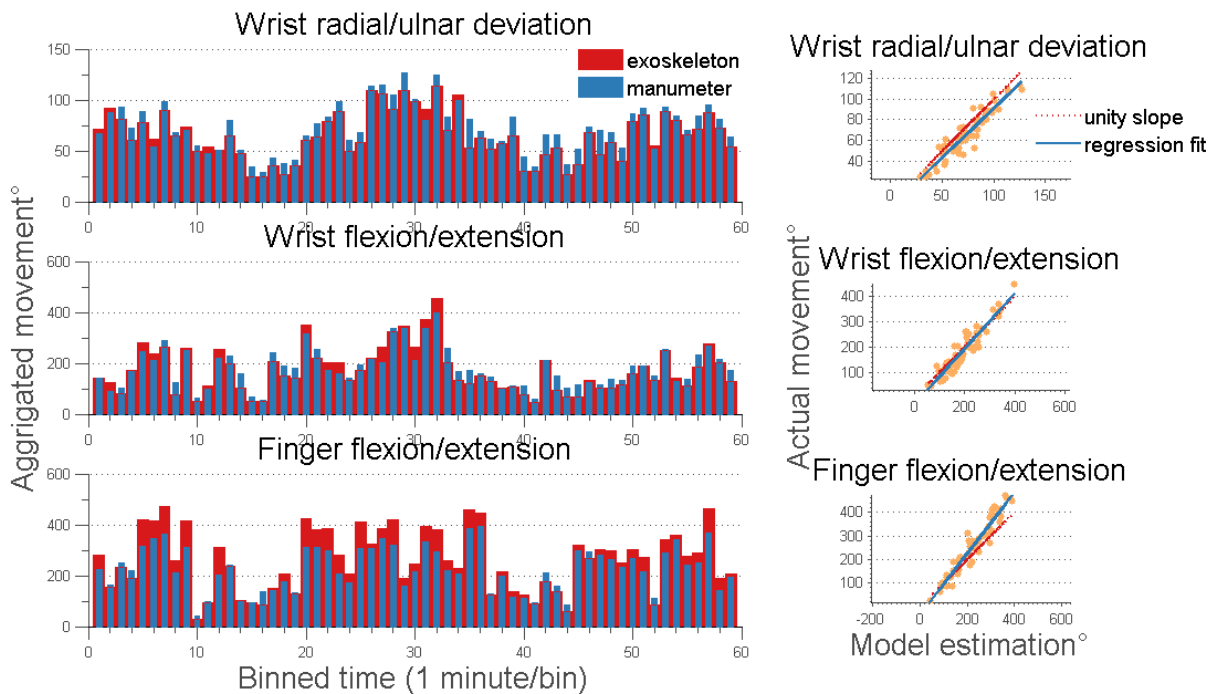 Wrist radial/ulnar deviation
150
100
50
0
exoskeleton
manumeter
0 10 20 30 40 50 60
Wrist flexion/extension
600
400
200
0
0 10 20 30 40 50 60
Finger flexion/extension
600
400
200
0
0 10 20 30 40 50 60
Aggrigated movement°
Binned time (1 minute/bin)
Wrist radial/ulnar deviation
120
100
80
60
40
0 50 100 150
unity slope
regression fit
Wrist flexion/extension
400
300
200
100
0 200 400 600
Finger flexion/extension
400
300
200
100
-200 0 200 400 600
Actual movement°
Model estimation°